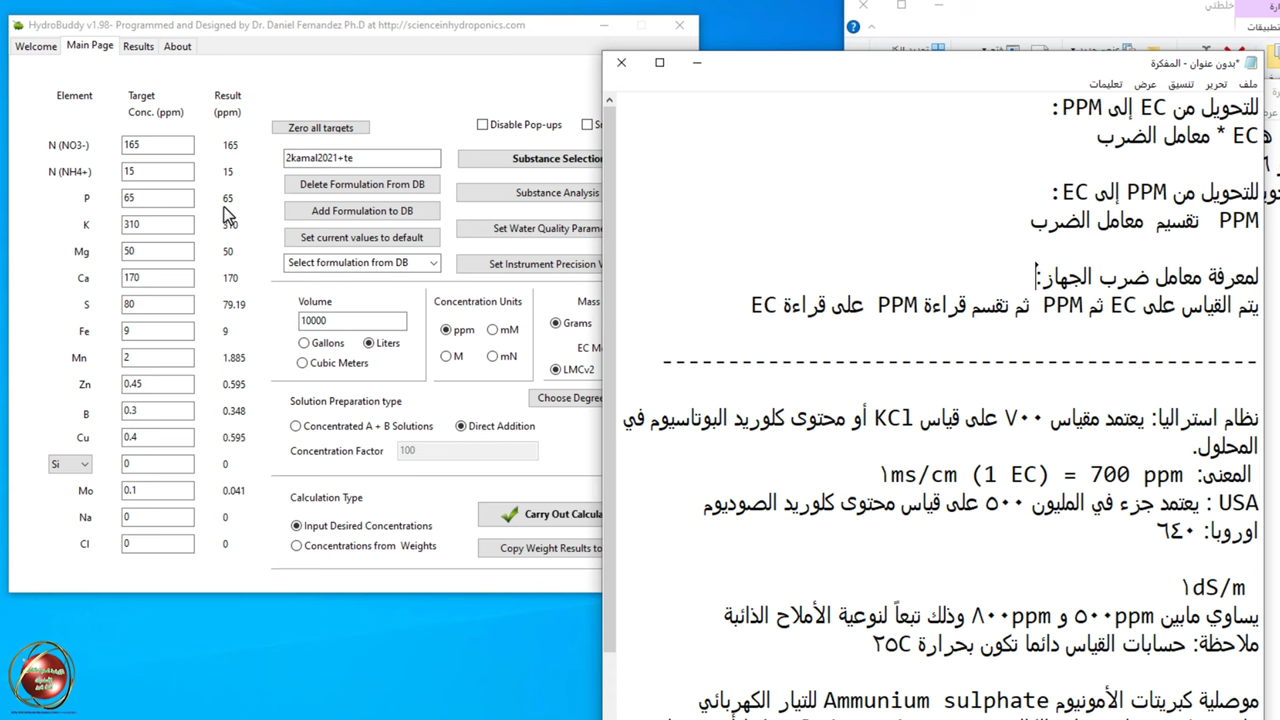 HydroBuddy v1.98- Programmed and Designed by Dr. Daniel Fernandez Ph.D at http://scienceinhydroponics.com
Welcome Main Page Results About
Element Target Conc. (ppm) Result (ppm)
N (NO3-) 165 165
N (NH4+) 15 15
P 65 65
K 310 310
Mg 50 50
Ca 170 170
S 80 79.19
Fe 9 9
Mn 2 1.885
Zn 0.45 0.595
B 0.3 0.348
Cu 0.4 0.595
Si 0 0
Mo 0.1 0.041
Na 0 0
Cl 0 0
Zero all targets
Disable Pop-ups
2kamal2021+te
Delete Formulation From DB
Add Formulation to DB
Set current values to default
Select formulation from DB
Substance Selection
Substance Analysis
Set Water Quality Parame
Set Instrument Precision V
Volume
10000
Gallons Liters
Cubic Meters
Concentration Units
ppm mM
M mN
Mass
Grams
EC Mo
LMCv2
Choose Degree
Solution Preparation type
Concentrated A + B Solutions Direct Addition
Concentration Factor 100
Calculation Type
Input Desired Concentrations
Concentrations from Weights
Carry Out Calcula
Copy Weight Results to
خلطتي
*بدون عنوان - المفكرة
ملف تحرير تنسيق عرض تعليمات
للتحويل من EC إلى PPM:
EC * معامل الضرب
للتحويل من PPM إلى EC:
PPM تقسيم معامل الضرب
لمعرفة معامل ضرب الجهاز:
يتم القياس على EC ثم PPM ثم تقسم قراءة PPM على قراءة EC
---------------------------------------------
نظام استراليا: يعتمد مقياس ٧٠٠ على قياس KCl أو محتوى كلوريد البوتاسيوم في
المحلول.
المعنى: ١ms/cm (1 EC) = 700 ppm
USA : يعتمد جزء في المليون ٥٠٠ على قياس محتوى كلوريد الصوديوم
اوروبا: ٦٤٠
١dS/m
يساوي مابين ٥٠٠ppm و ٨٠٠ppm وذلك تبعاً لنوعية الأملاح الذائبة
ملاحظة: حسابات القياس دائما تكون بحرارة ٢٥C
موصلية كبريتات الأمونيوم Ammunium sulphate للتيار الكهربائي